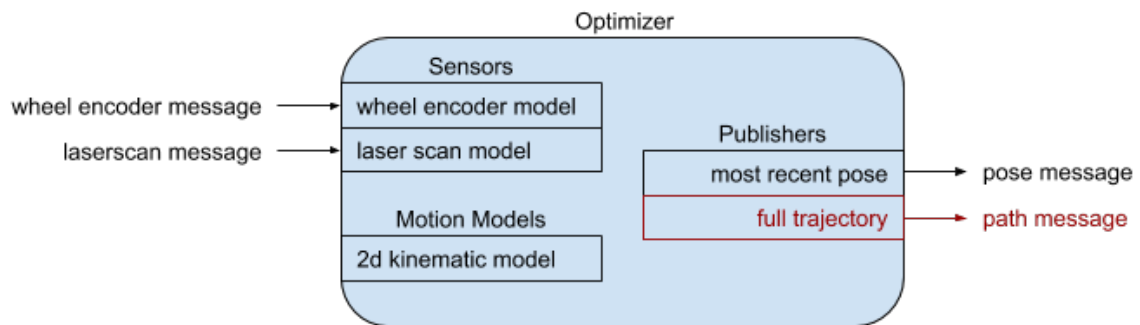 Optimizer
Sensors
wheel encoder message
wheel encoder model
laserscan message
laser scan model
Publishers
most recent pose
pose message
full trajectory
path message
Motion Models
2d kinematic model